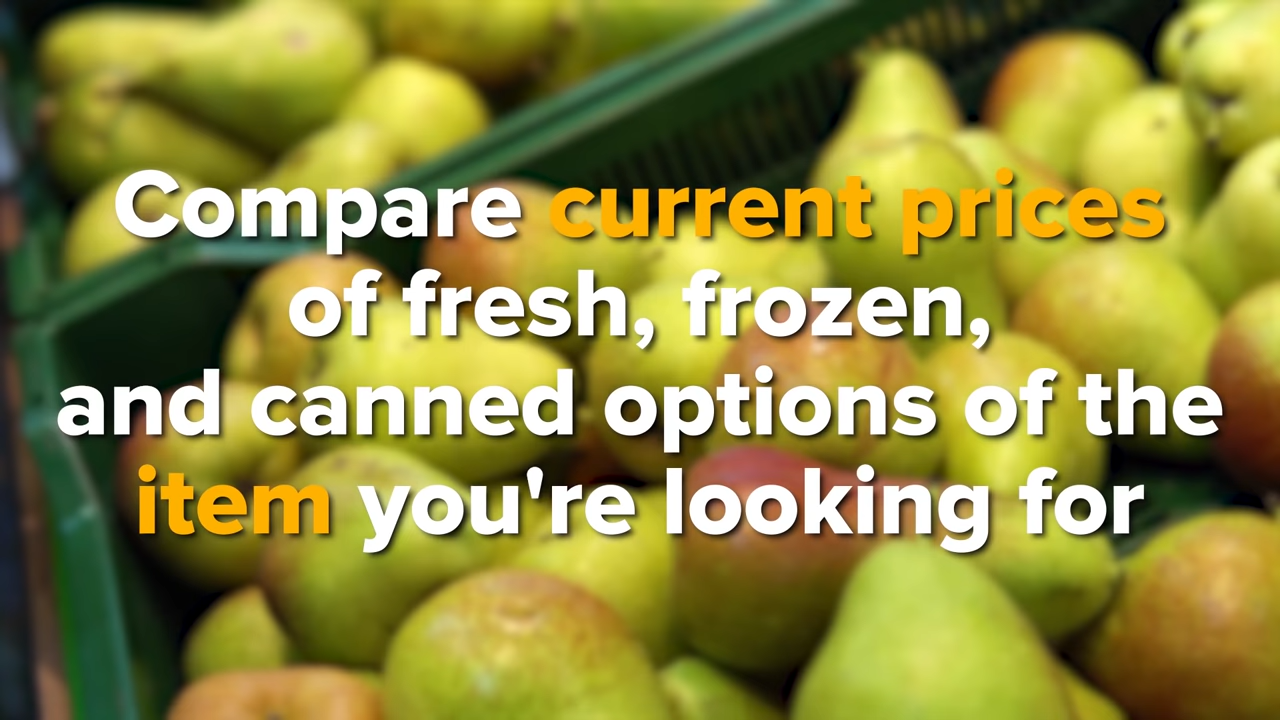 Compare current prices
of fresh, frozen,
and canned options of the
item you're looking for